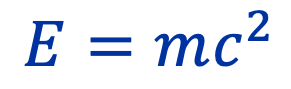 E = mc²